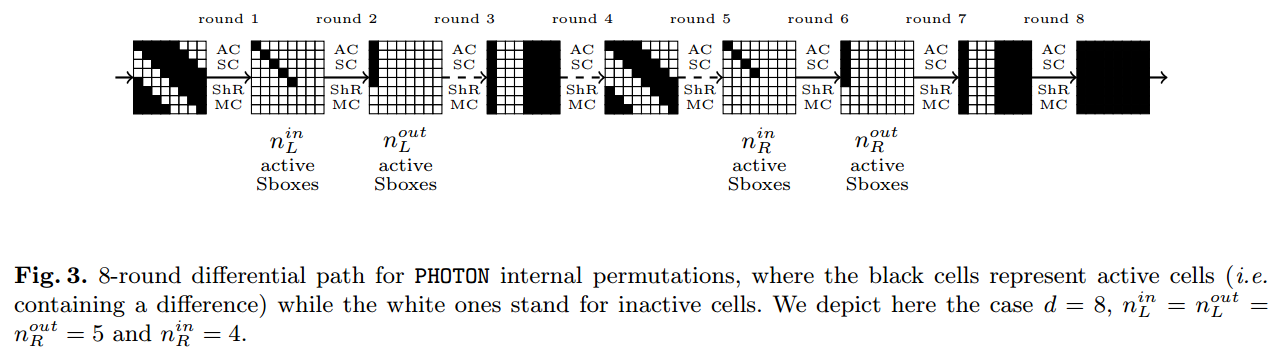 round 1 round 2 round 3 round 4 round 5 round 6 round 7 round 8
AC AC AC AC AC AC AC AC
SC SC SC SC SC SC SC SC
ShR ShR ShR ShR ShR ShR ShR ShR
MC MC MC MC MC MC MC MC
n_L^{in} n_L^{out} n_R^{in} n_R^{out}
active active active active
Sboxes Sboxes Sboxes Sboxes
Fig. 3. 8-round differential path for PHOTON internal permutations, where the black cells represent active cells (i.e.
containing a difference) while the white ones stand for inactive cells. We depict here the case d = 8, n_L^{in} = n_L^{out} =
n_R^{out} = 5 and n_R^{in} = 4.